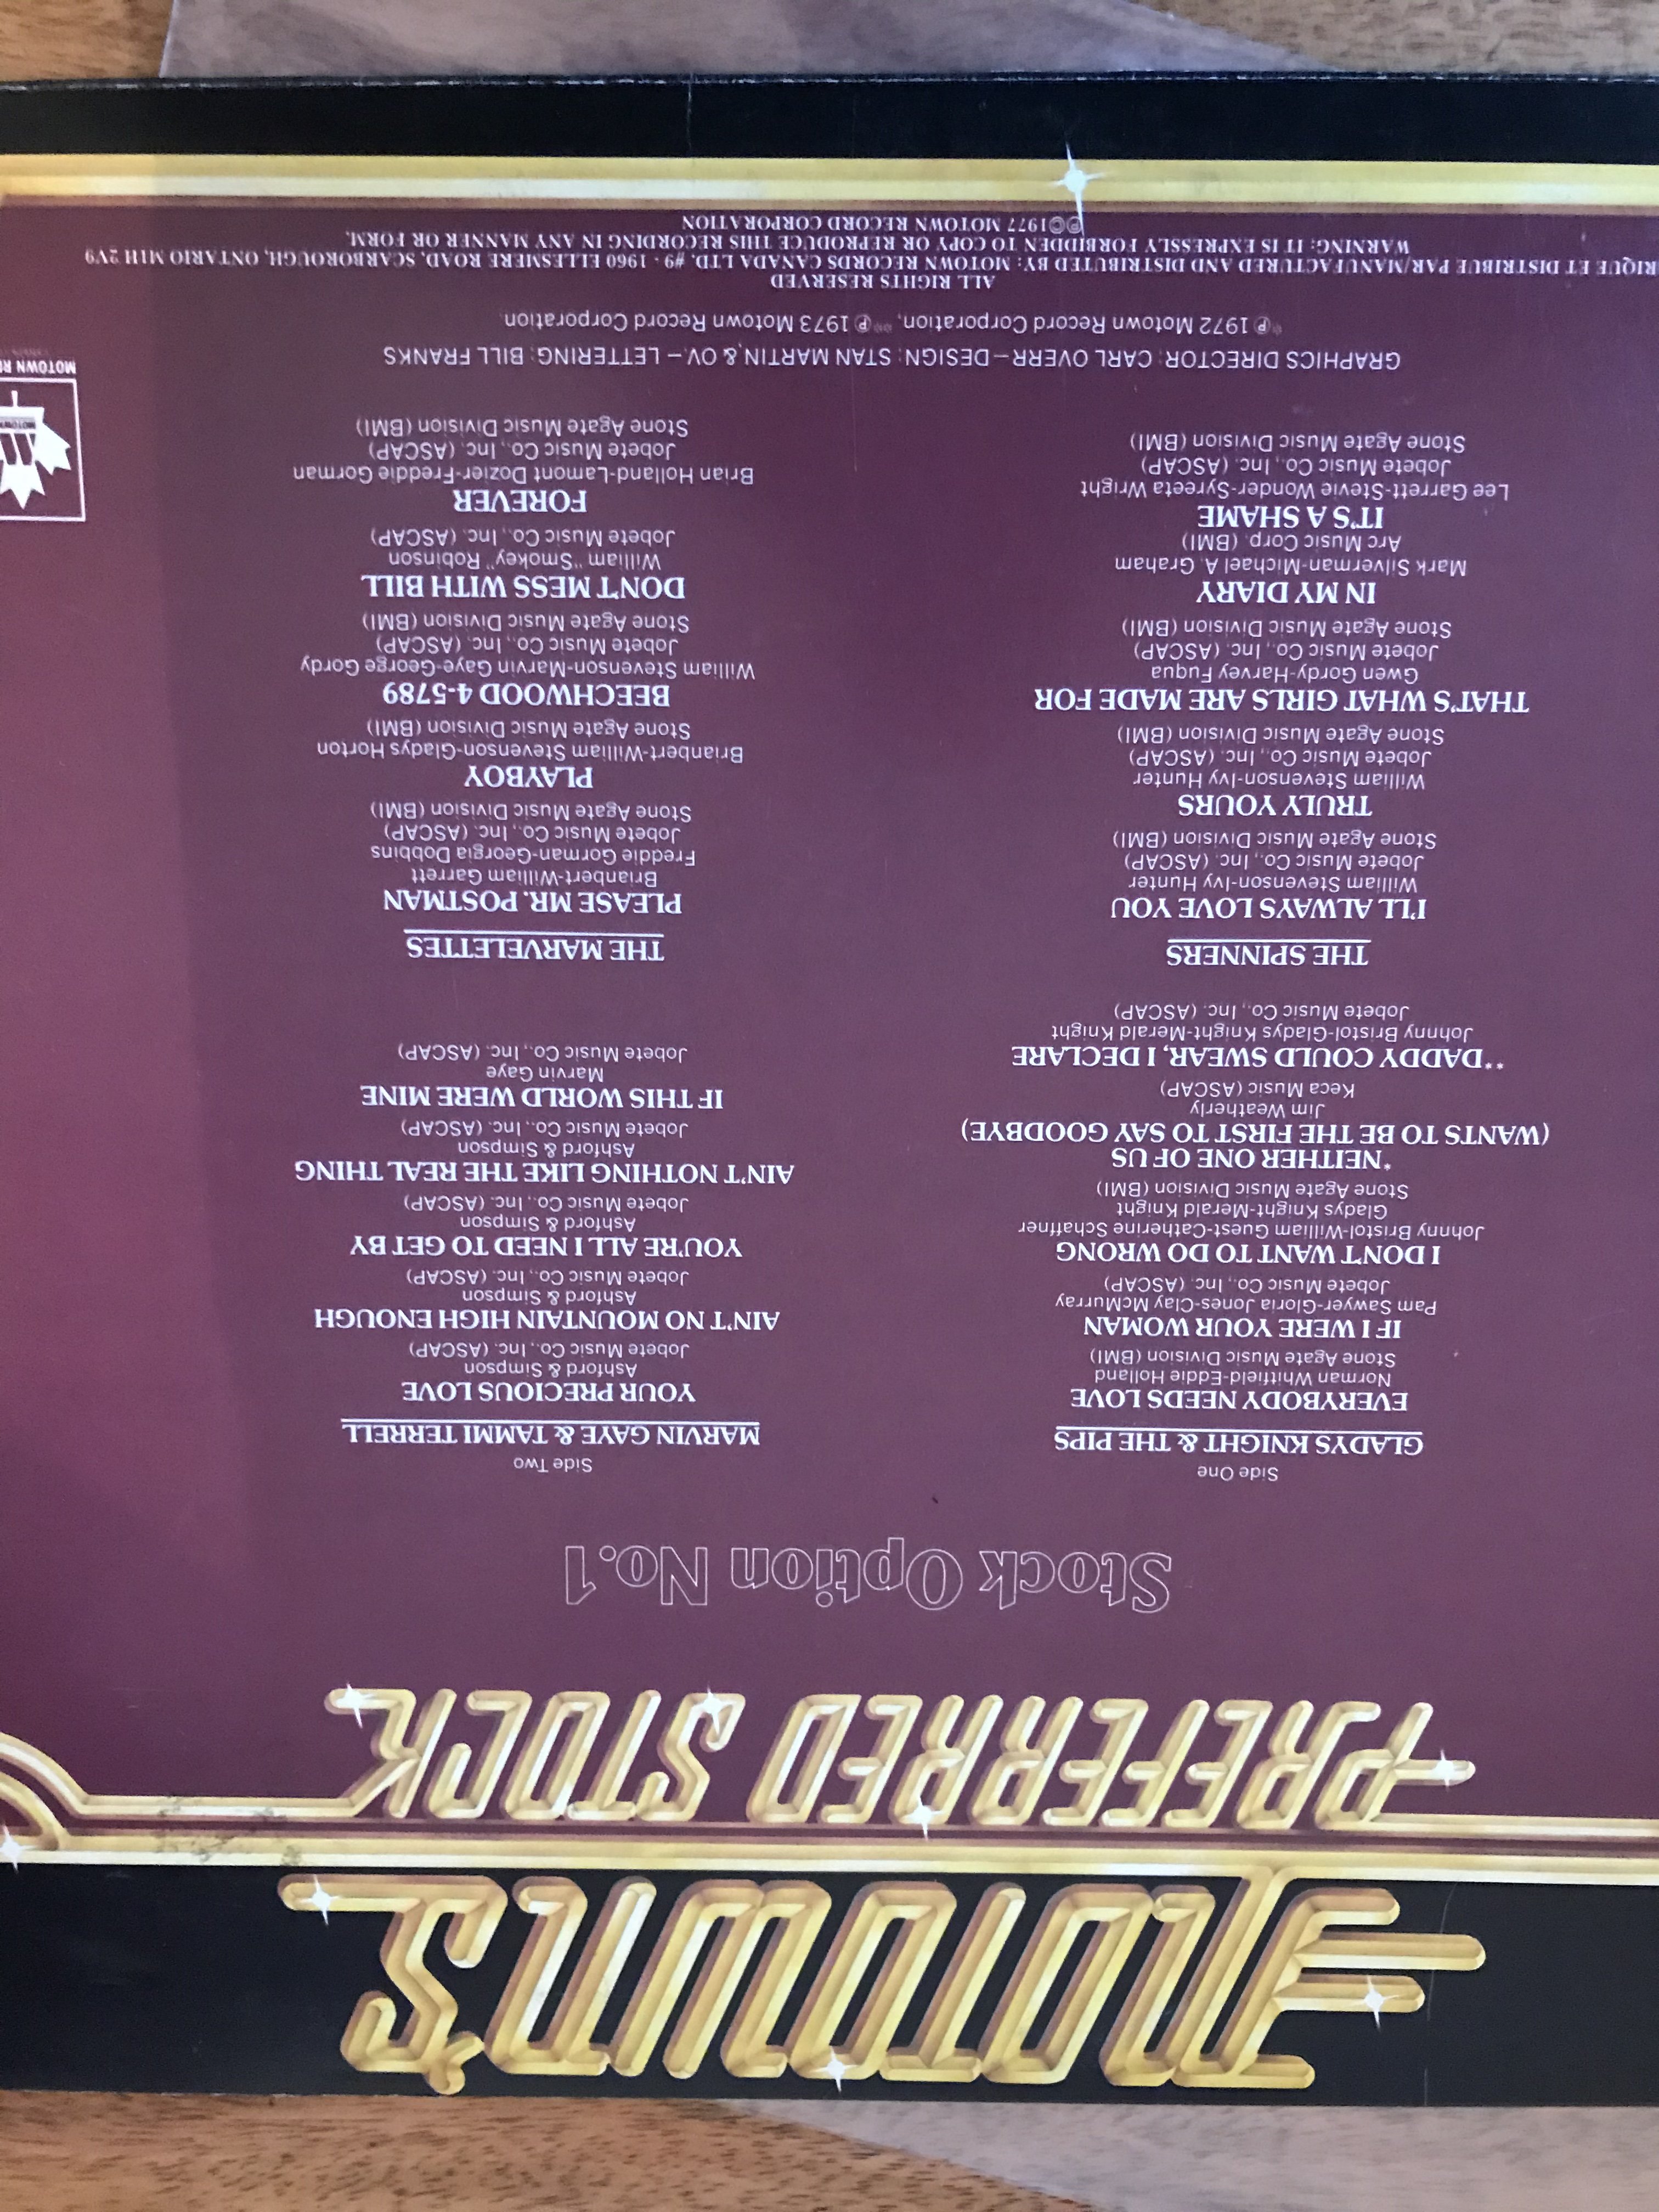 MOTOWN'S
PREFERRED STOCK
Stock Option No.1
Side One
GLADYS KNIGHT & THE PIPS
EVERYBODY NEEDS LOVE
Norman Whitfield-Eddie Holland
Stone Agate Music Division (BMI)
IF I WERE YOUR WOMAN
Pam Sawyer-Gloria Jones-Clay McMurray
Jobete Music Co., Inc. (ASCAP)
I DON'T WANT TO DO WRONG
Johnny Bristol-William Guest-Catherine Schaffner
Gladys Knight-Merald Knight
Stone Agate Music Division (BMI)
*NEITHER ONE OF US
(WANTS TO BE THE FIRST TO SAY GOODBYE)
Jim Weatherly
Keca Music (ASCAP)
**DADDY COULD SWEAR, I DECLARE
Johnny Bristol-Gladys Knight-Merald Knight
Jobete Music Co., Inc. (ASCAP)
THE SPINNERS
I'LL ALWAYS LOVE YOU
William Stevenson-Ivy Hunter
Jobete Music Co., Inc. (ASCAP)
Stone Agate Music Division (BMI)
TRULY YOURS
William Stevenson-Ivy Hunter
Jobete Music Co., Inc. (ASCAP)
Stone Agate Music Division (BMI)
THAT'S WHAT GIRLS ARE MADE FOR
Gwen Gordy-Harvey Fuqua
Jobete Music Co., Inc. (ASCAP)
Stone Agate Music Division (BMI)
IN MY DIARY
Mark Silverman-Michael A. Graham
Arc Music Corp. (BMI)
IT'S A SHAME
Lee Garrett-Stevie Wonder-Syreeta Wright
Jobete Music Co., Inc. (ASCAP)
Stone Agate Music Division (BMI)
Side Two
MARVIN GAYE & TAMMI TERRELL
YOUR PRECIOUS LOVE
Ashford & Simpson
Jobete Music Co., Inc. (ASCAP)
AIN'T NO MOUNTAIN HIGH ENOUGH
Ashford & Simpson
Jobete Music Co., Inc. (ASCAP)
YOU'RE ALL I NEED TO GET BY
Ashford & Simpson
Jobete Music Co., Inc. (ASCAP)
AIN'T NOTHING LIKE THE REAL THING
Ashford & Simpson
Jobete Music Co., Inc. (ASCAP)
IF THIS WORLD WERE MINE
Marvin Gaye
Jobete Music Co., Inc. (ASCAP)
THE MARVELETTES
PLEASE MR. POSTMAN
Brianbert-William Garrett
Freddie Gorman-Georgia Dobbins
Jobete Music Co., Inc. (ASCAP)
Stone Agate Music Division (BMI)
PLAYBOY
Brianbert-William Stevenson-Gladys Horton
Stone Agate Music Division (BMI)
BEECHWOOD 4-5789
William Stevenson-Marvin Gaye-George Gordy
Jobete Music Co., Inc. (ASCAP)
Stone Agate Music Division (BMI)
DON'T MESS WITH BILL
William "Smokey" Robinson
Jobete Music Co., Inc. (ASCAP)
FOREVER
Brian Holland-Lamont Dozier-Freddie Gorman
Jobete Music Co., Inc. (ASCAP)
Stone Agate Music Division (BMI)
MOTOWN
MOTOWN RE
GRAPHICS DIRECTOR: CARL OVERR — DESIGN: STAN MARTIN & OV. — LETTERING: BILL FRANKS
*℗ 1972 Motown Record Corporation, **℗ 1973 Motown Record Corporation.
ALL RIGHTS RESERVED
RIQUE ET DISTRIBUE PAR/MANUFACTURED AND DISTRIBUTED BY: MOTOWN RECORDS CANADA LTD. #9 - 1960 ELLESMERE ROAD, SCARBOROUGH, ONTARIO M1H 2V9
WARNING: IT IS EXPRESSLY FORBIDDEN TO COPY OR REPRODUCE THIS RECORDING IN ANY MANNER OR FORM.
℗©1977 MOTOWN RECORD CORPORATION